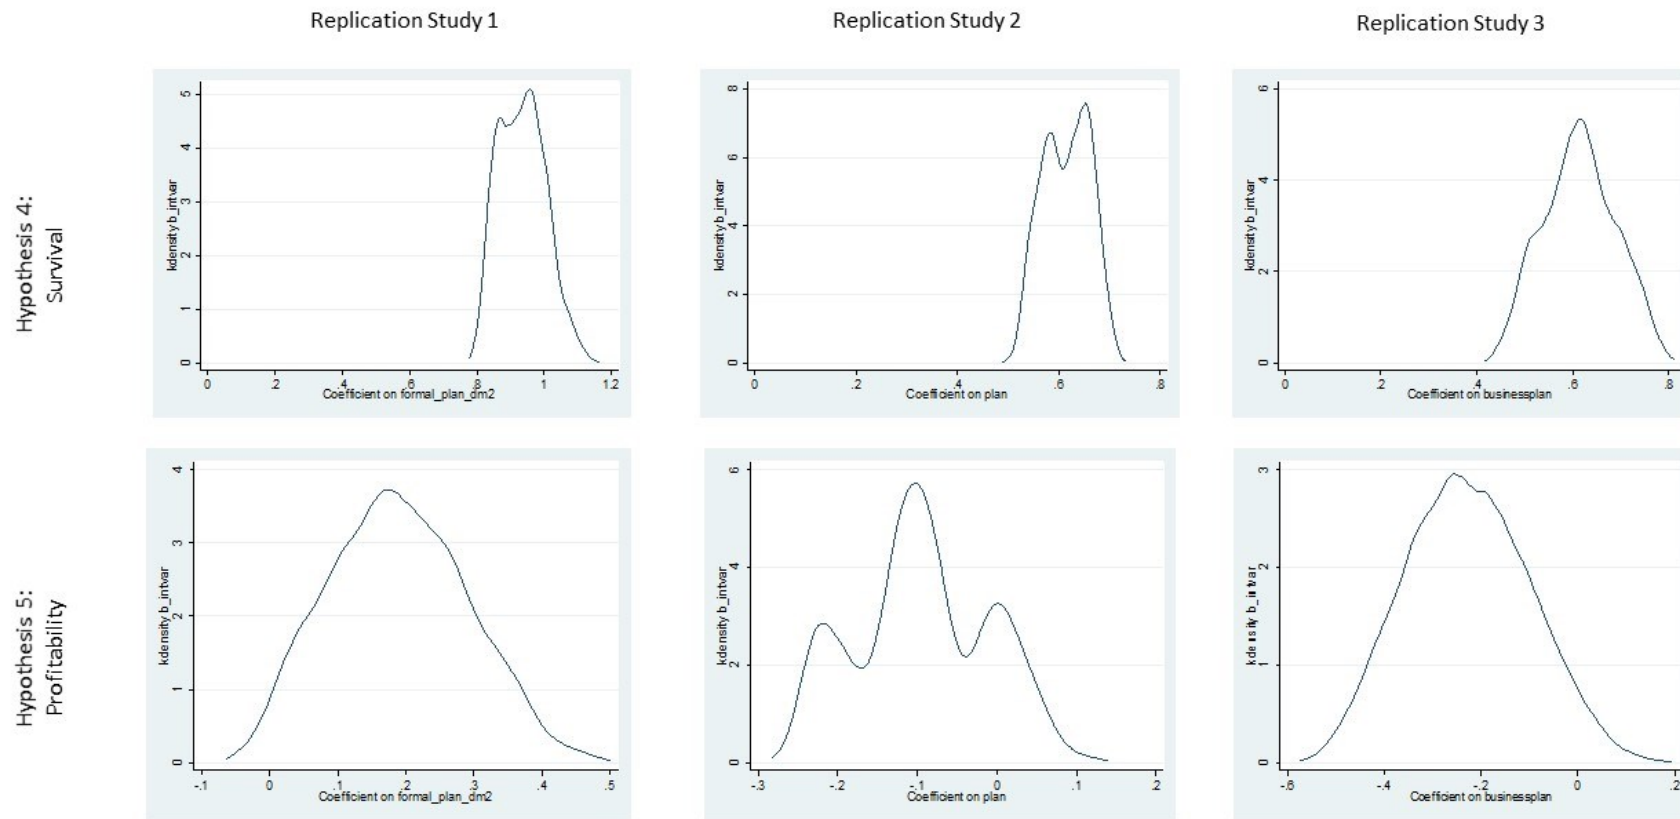 Replication Study 1
Replication Study 2
Replication Study 3
Hypothesis 4:
Survival
kdensity b_intvar
0 1 2 3 4 5
0 .2 .4 .6 .8 1 1.2
Coefficient on formal_plan_dm2
kdensity b_intvar
0 2 4 6 8
0 .2 .4 .6 .8
Coefficient on plan
kdensity b_intvar
0 2 4 6
0 .2 .4 .6 .8
Coefficient on businessplan
Hypothesis 5:
Profitability
kdensity b_intvar
0 1 2 3 4
-.1 0 .1 .2 .3 .4 .5
Coefficient on formal_plan_dm2
kdensity b_intvar
0 2 4 6
-.3 -.2 -.1 0 .1 .2
Coefficient on plan
kdensity b_intvar
0 1 2 3
-.6 -.4 -.2 0 .2
Coefficient on businessplan